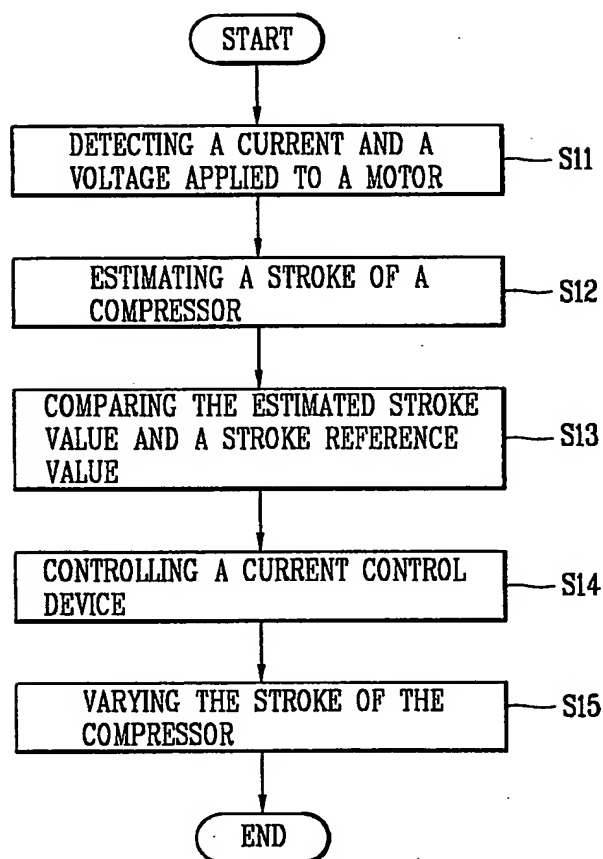 START
DETECTING A CURRENT AND A
VOLTAGE APPLIED TO A MOTOR
S11
ESTIMATING A STROKE OF A
COMPRESSOR
S12
COMPARING THE ESTIMATED STROKE
VALUE AND A STROKE REFERENCE
VALUE
S13
CONTROLLING A CURRENT CONTROL
DEVICE
S14
VARYING THE STROKE OF THE
COMPRESSOR
S15
END